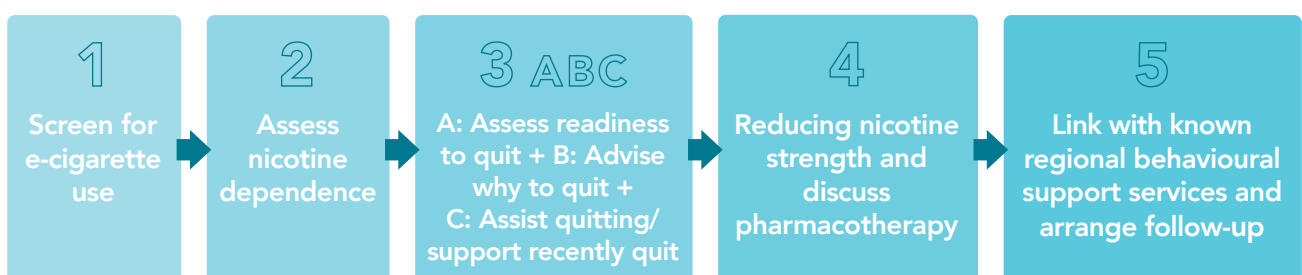 1
Screen for
e-cigarette
use
2
Assess
nicotine
dependence
3 ABC
A: Assess readiness
to quit + B: Advise
why to quit +
C: Assist quitting/
support recently quit
4
Reducing nicotine
strength and
discuss
pharmacotherapy
5
Link with known
regional behavioural
support services and
arrange follow-up